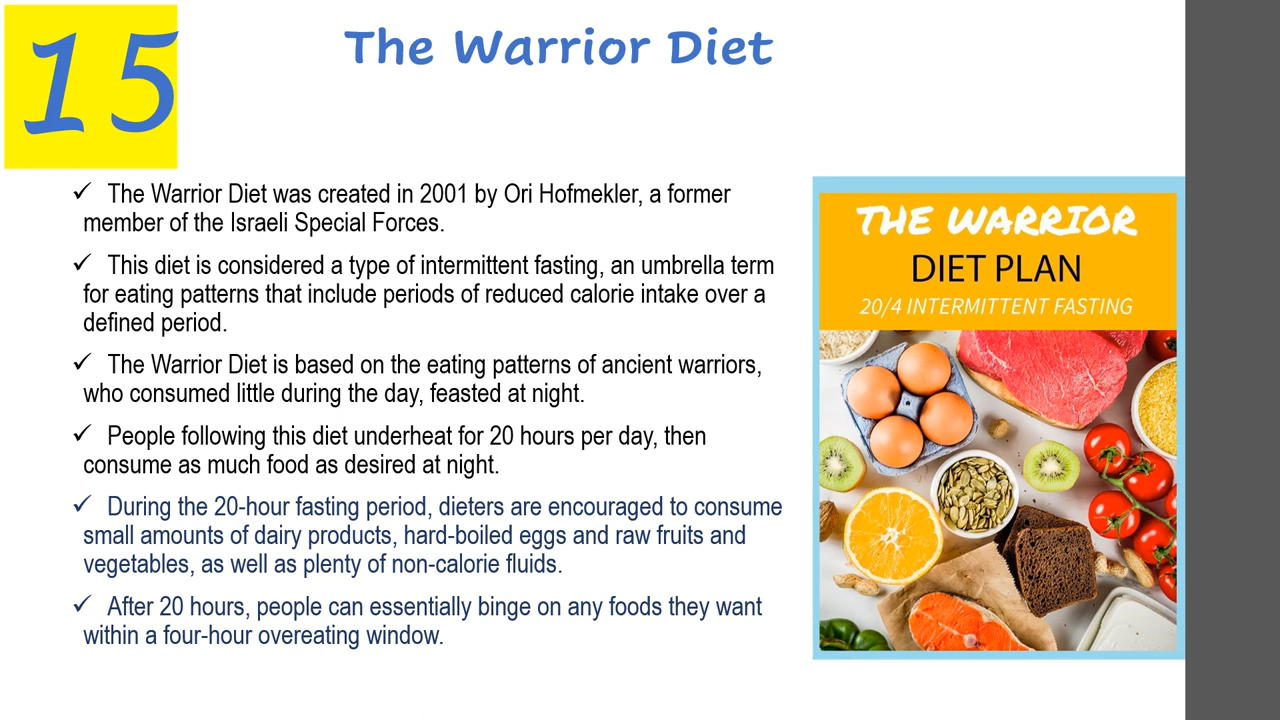 15
The Warrior Diet
✓ The Warrior Diet was created in 2001 by Ori Hofmekler, a former
member of the Israeli Special Forces.
✓ This diet is considered a type of intermittent fasting, an umbrella term
for eating patterns that include periods of reduced calorie intake over a
defined period.
✓ The Warrior Diet is based on the eating patterns of ancient warriors,
who consumed little during the day, feasted at night.
✓ People following this diet underheat for 20 hours per day, then
consume as much food as desired at night.
✓ During the 20-hour fasting period, dieters are encouraged to consume
small amounts of dairy products, hard-boiled eggs and raw fruits and
vegetables, as well as plenty of non-calorie fluids.
✓ After 20 hours, people can essentially binge on any foods they want
within a four-hour overeating window.
THE WARRIOR
DIET PLAN
20/4 INTERMITTENT FASTING